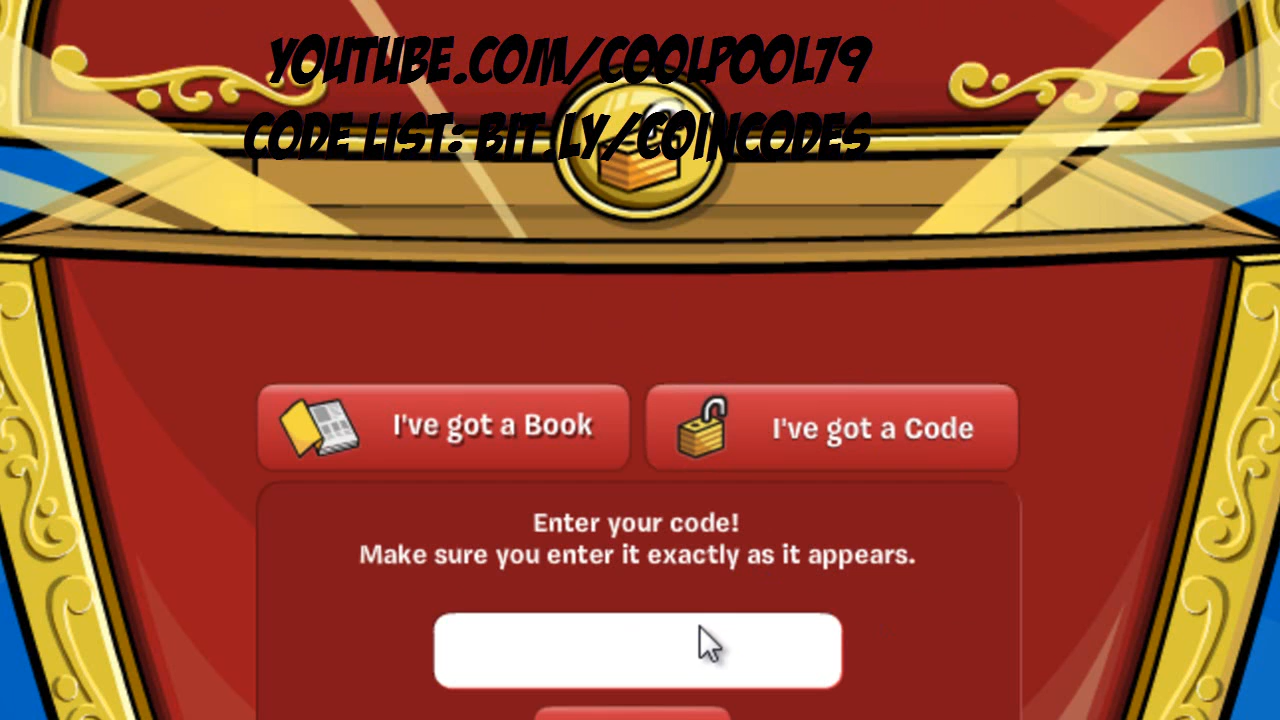 YOUTUBE.COM/COOLPOOL79
CODE LIST: BIT.LY/COINCODES
I've got a Book
I've got a Code
Enter your code!
Make sure you enter it exactly as it appears.